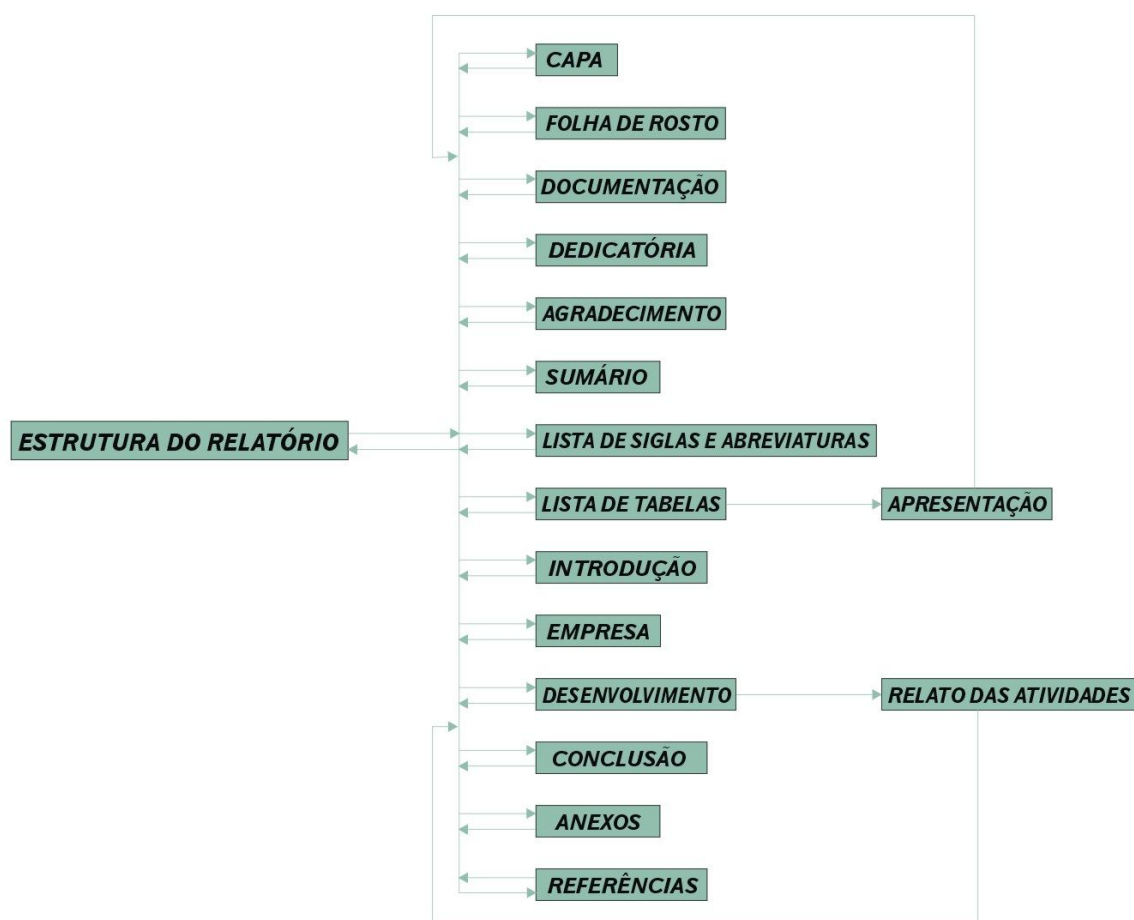 CAPA
FOLHA DE ROSTO
DOCUMENTAÇÃO
DEDICATÓRIA
AGRADECIMENTO
SUMÁRIO
ESTRUTURA DO RELATÓRIO
LISTA DE SIGLAS E ABREVIATURAS
LISTA DE TABELAS
APRESENTAÇÃO
INTRODUÇÃO
EMPRESA
DESENVOLVIMENTO
RELATO DAS ATIVIDADES
CONCLUSÃO
ANEXOS
REFERÊNCIAS